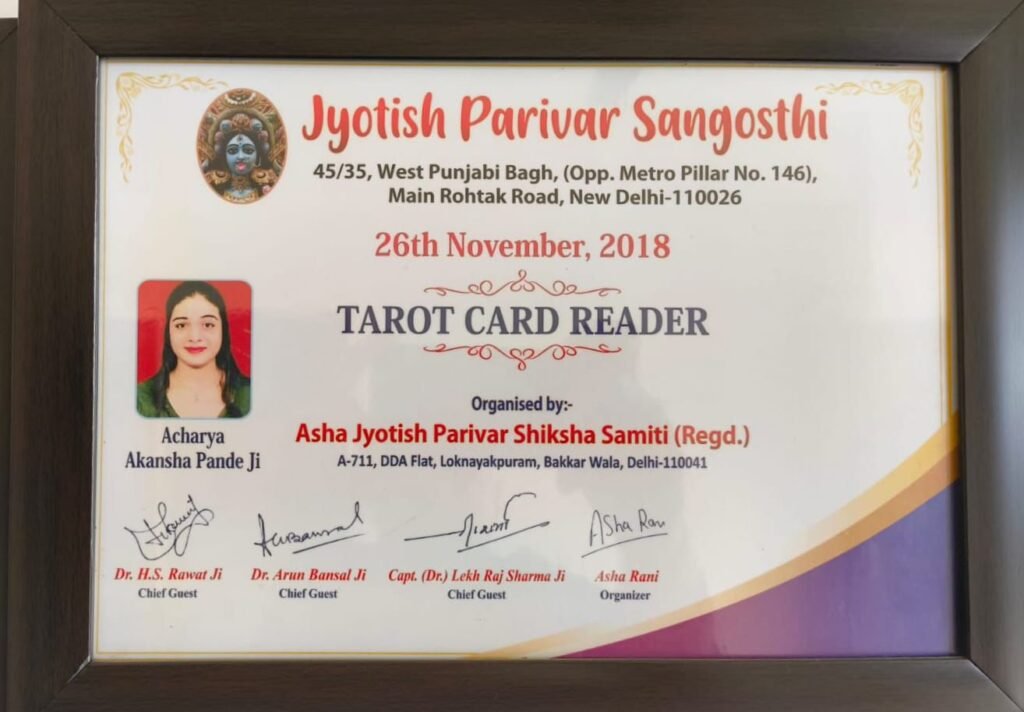 Jyotish Parivar Sangosthi
45/35, West Punjabi Bagh, (Opp. Metro Pillar No. 146),
Main Rohtak Road, New Delhi-110026
26th November, 2018
TAROT CARD READER
Organised by:-
Asha Jyotish Parivar Shiksha Samiti (Regd.)
A-711, DDA Flat, Loknayakpuram, Bakkar Wala, Delhi-110041
Acharya
Akansha Pande Ji
Asha Rani
Dr. H.S. Rawat Ji
Chief Guest
Dr. Arun Bansal Ji
Chief Guest
Capt. (Dr.) Lekh Raj Sharma Ji
Chief Guest
Asha Rani
Organizer